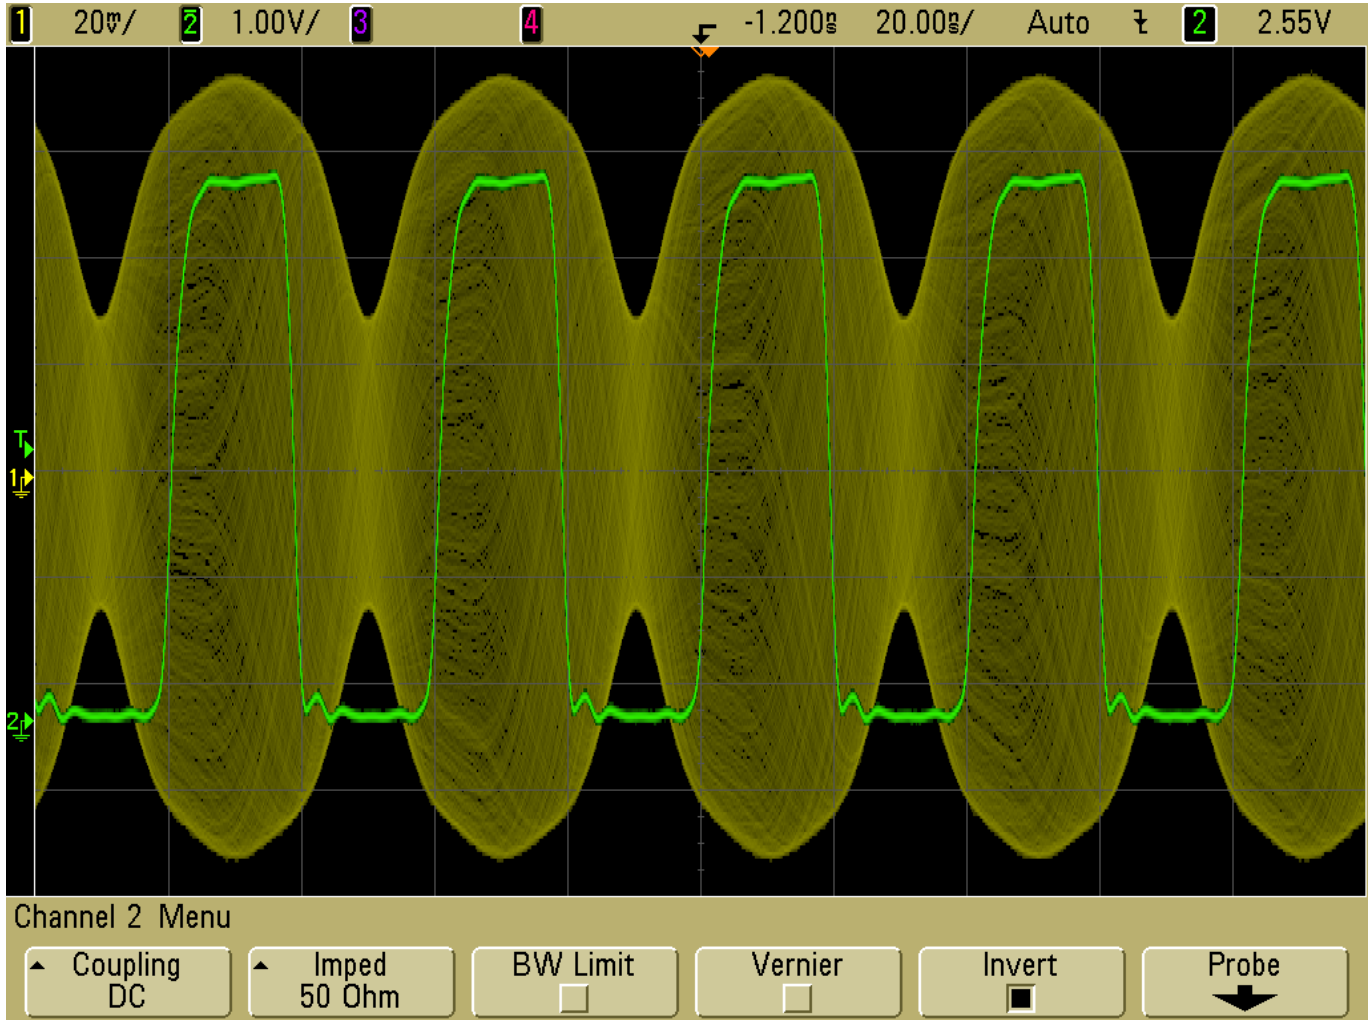 1 20mV/ 2 1.00V/ 3 4 -1.200ns 20.00ns/ Auto 2 2.55V
T
1
2
Channel 2 Menu
Coupling Imped BW Limit Vernier Invert Probe
DC 50 Ohm